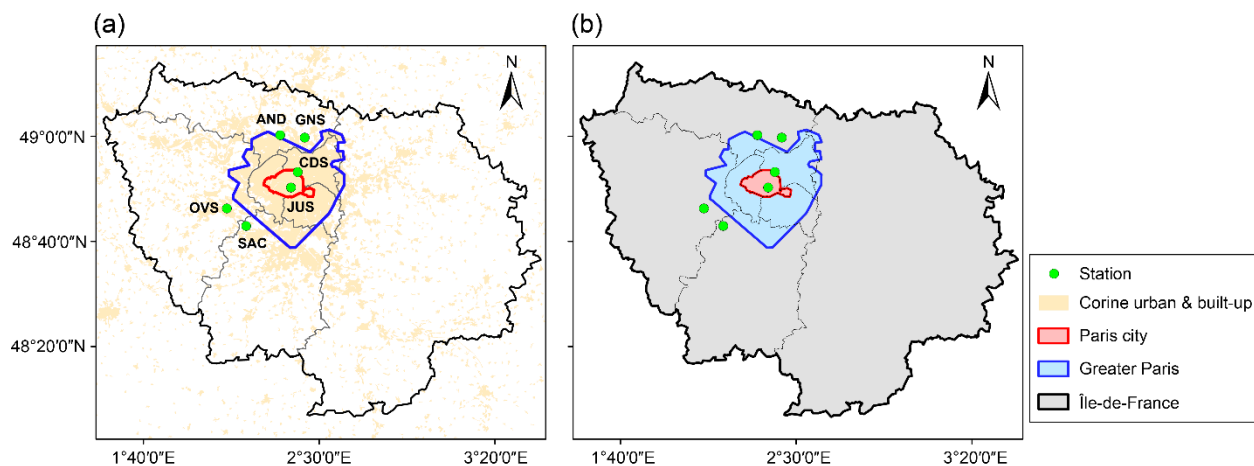 (a)
(b)
N
N
49°0'0"N
48°40'0"N
48°20'0"N
AND
GNS
CDS
OVS
JUS
SAC
1°40'0"E
2°30'0"E
3°20'0"E
1°40'0"E
2°30'0"E
3°20'0"E
Station
Corine urban & built-up
Paris city
Greater Paris
Île-de-France